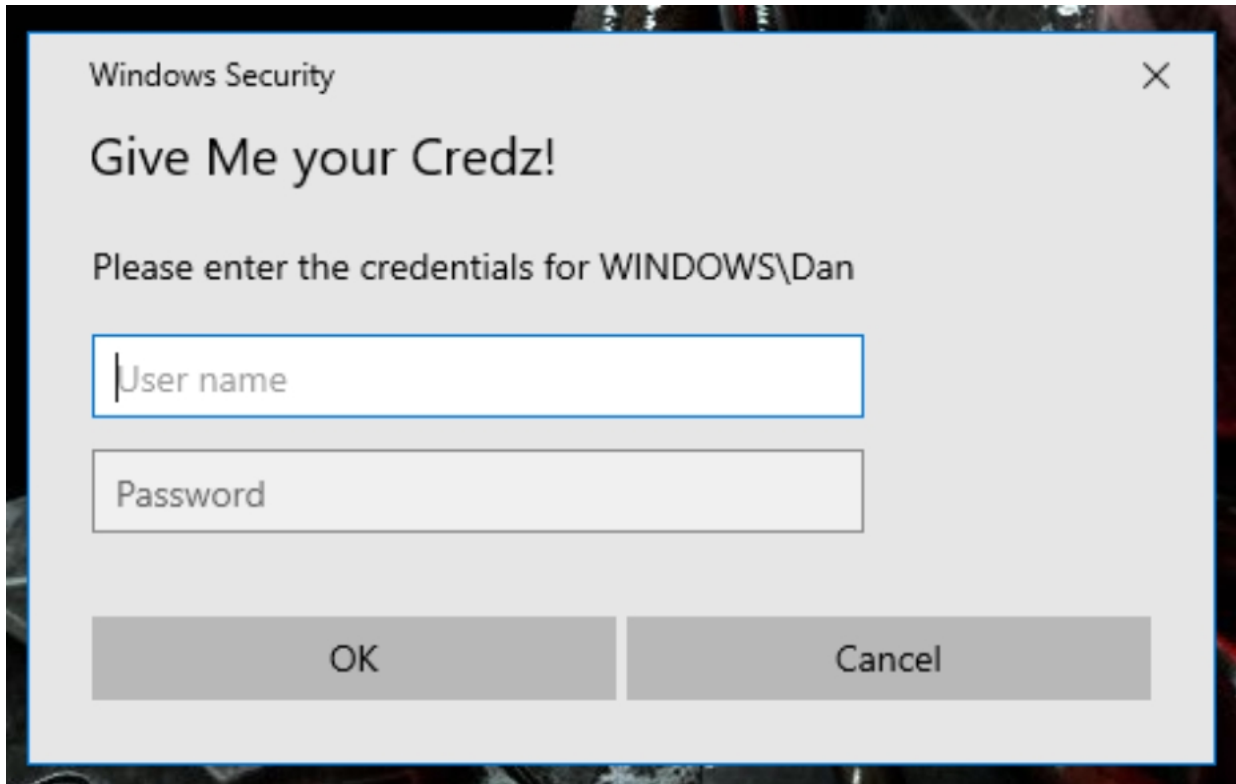 Windows Security
Give Me your Credz!
Please enter the credentials for WINDOWS\Dan
User name
Password
OK
Cancel